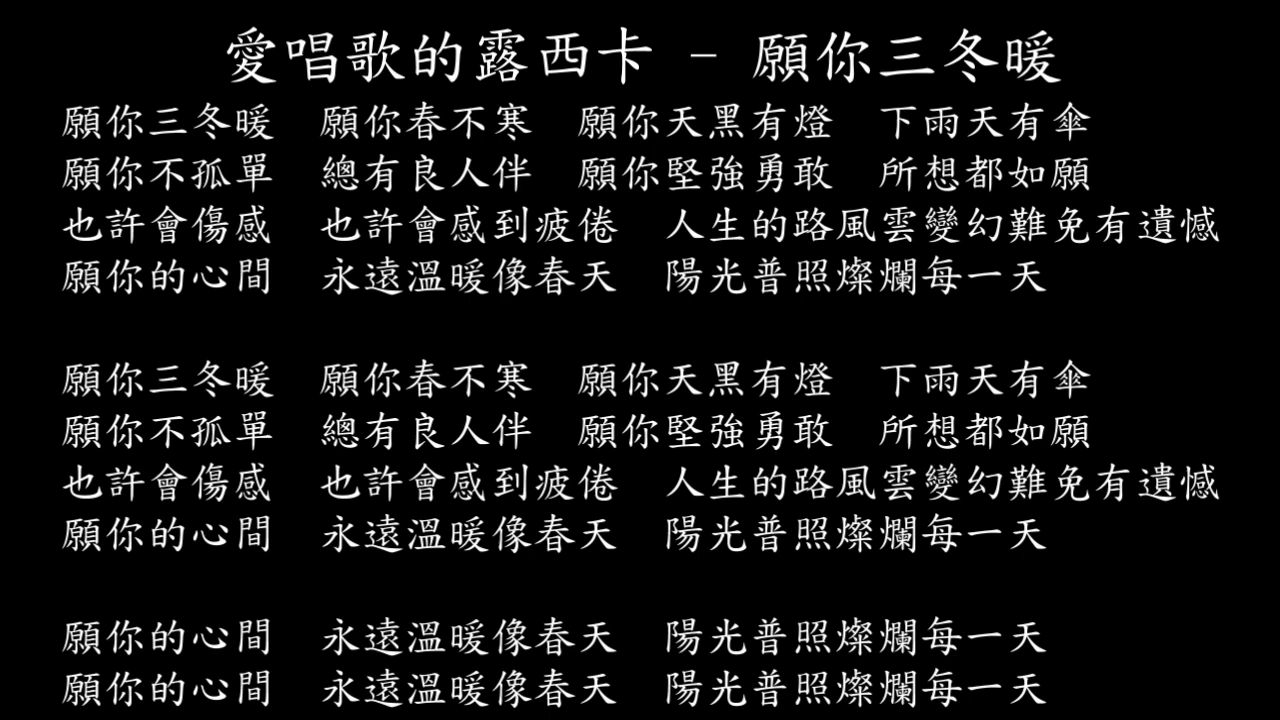 愛唱歌的露西卡 - 願你三冬暖
願你三冬暖　願你春不寒　願你天黑有燈　下雨天有傘
願你不孤單　總有良人伴　願你堅強勇敢　所想都如願
也許會傷感　也許會感到疲倦　人生的路風雲變幻難免有遺憾
願你的心間　永遠溫暖像春天　陽光普照燦爛每一天
願你三冬暖　願你春不寒　願你天黑有燈　下雨天有傘
願你不孤單　總有良人伴　願你堅強勇敢　所想都如願
也許會傷感　也許會感到疲倦　人生的路風雲變幻難免有遺憾
願你的心間　永遠溫暖像春天　陽光普照燦爛每一天
願你的心間　永遠溫暖像春天　陽光普照燦爛每一天
願你的心間　永遠溫暖像春天　陽光普照燦爛每一天